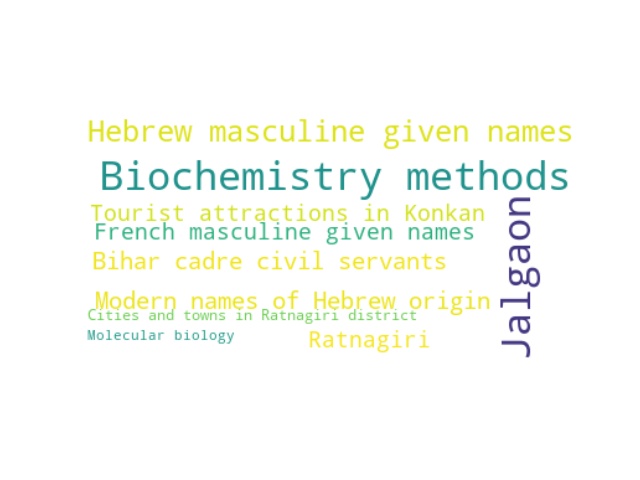 Hebrew masculine given names
Biochemistry methods
Tourist attractions in Konkan
French masculine given names
Bihar cadre civil servants
Modern names of Hebrew origin
Cities and towns in Ratnagiri district
Molecular biology
Ratnagiri
Jalgaon